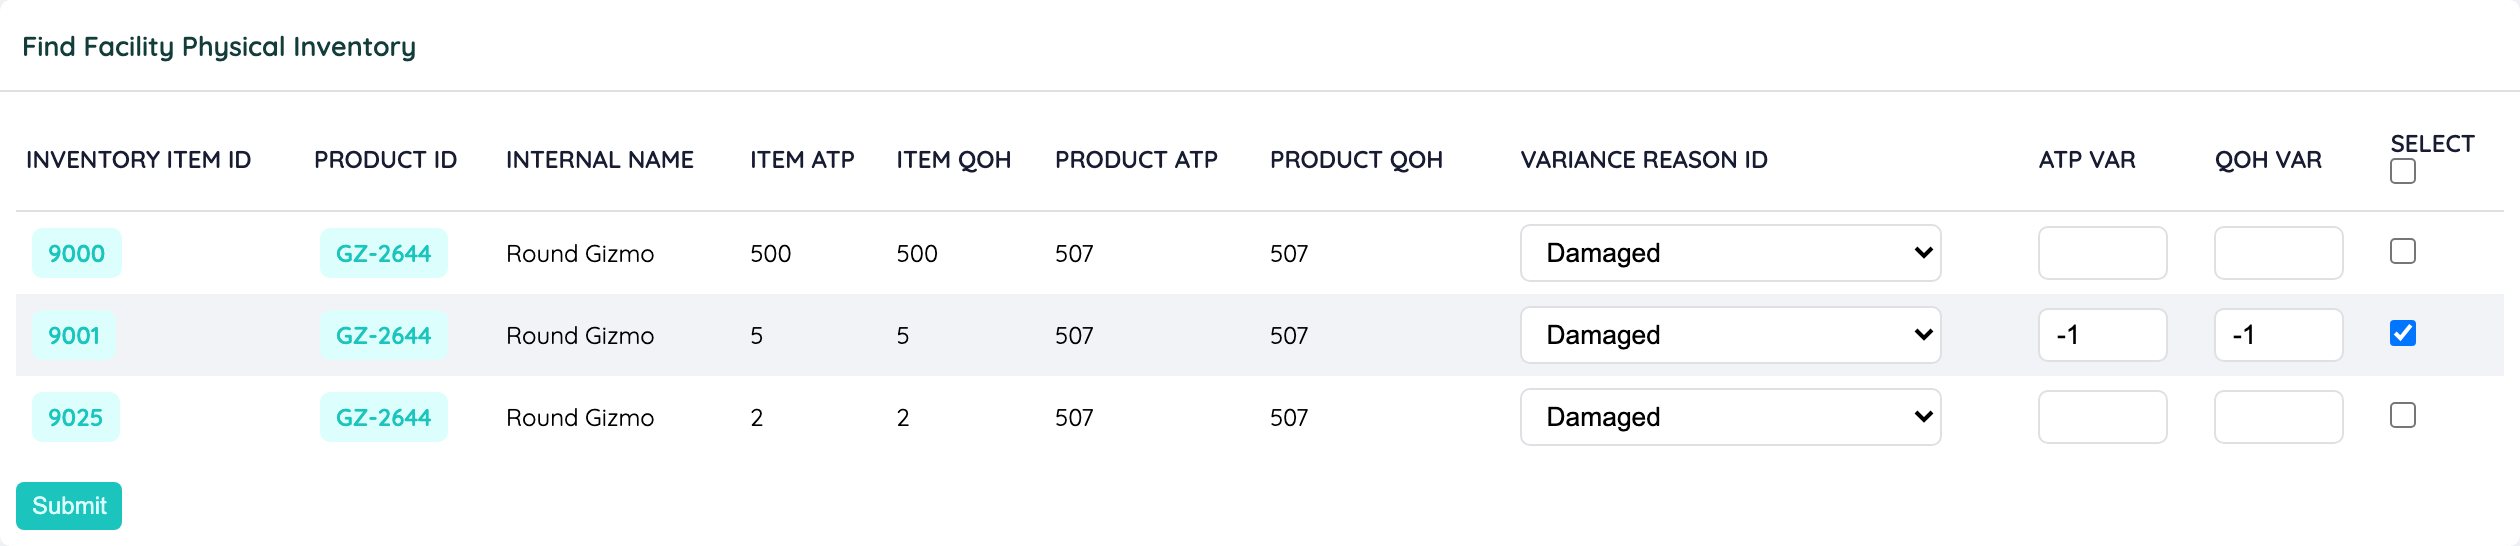 Find Facility Physical Inventory
INVENTORY ITEM ID PRODUCT ID INTERNAL NAME ITEM ATP ITEM QOH PRODUCT ATP PRODUCT QOH VARIANCE REASON ID ATP VAR QOH VAR SELECT
9000 GZ-2644 Round Gizmo 500 500 507 507 Damaged
9001 GZ-2644 Round Gizmo 5 5 507 507 Damaged -1 -1
9025 GZ-2644 Round Gizmo 2 2 507 507 Damaged
Submit